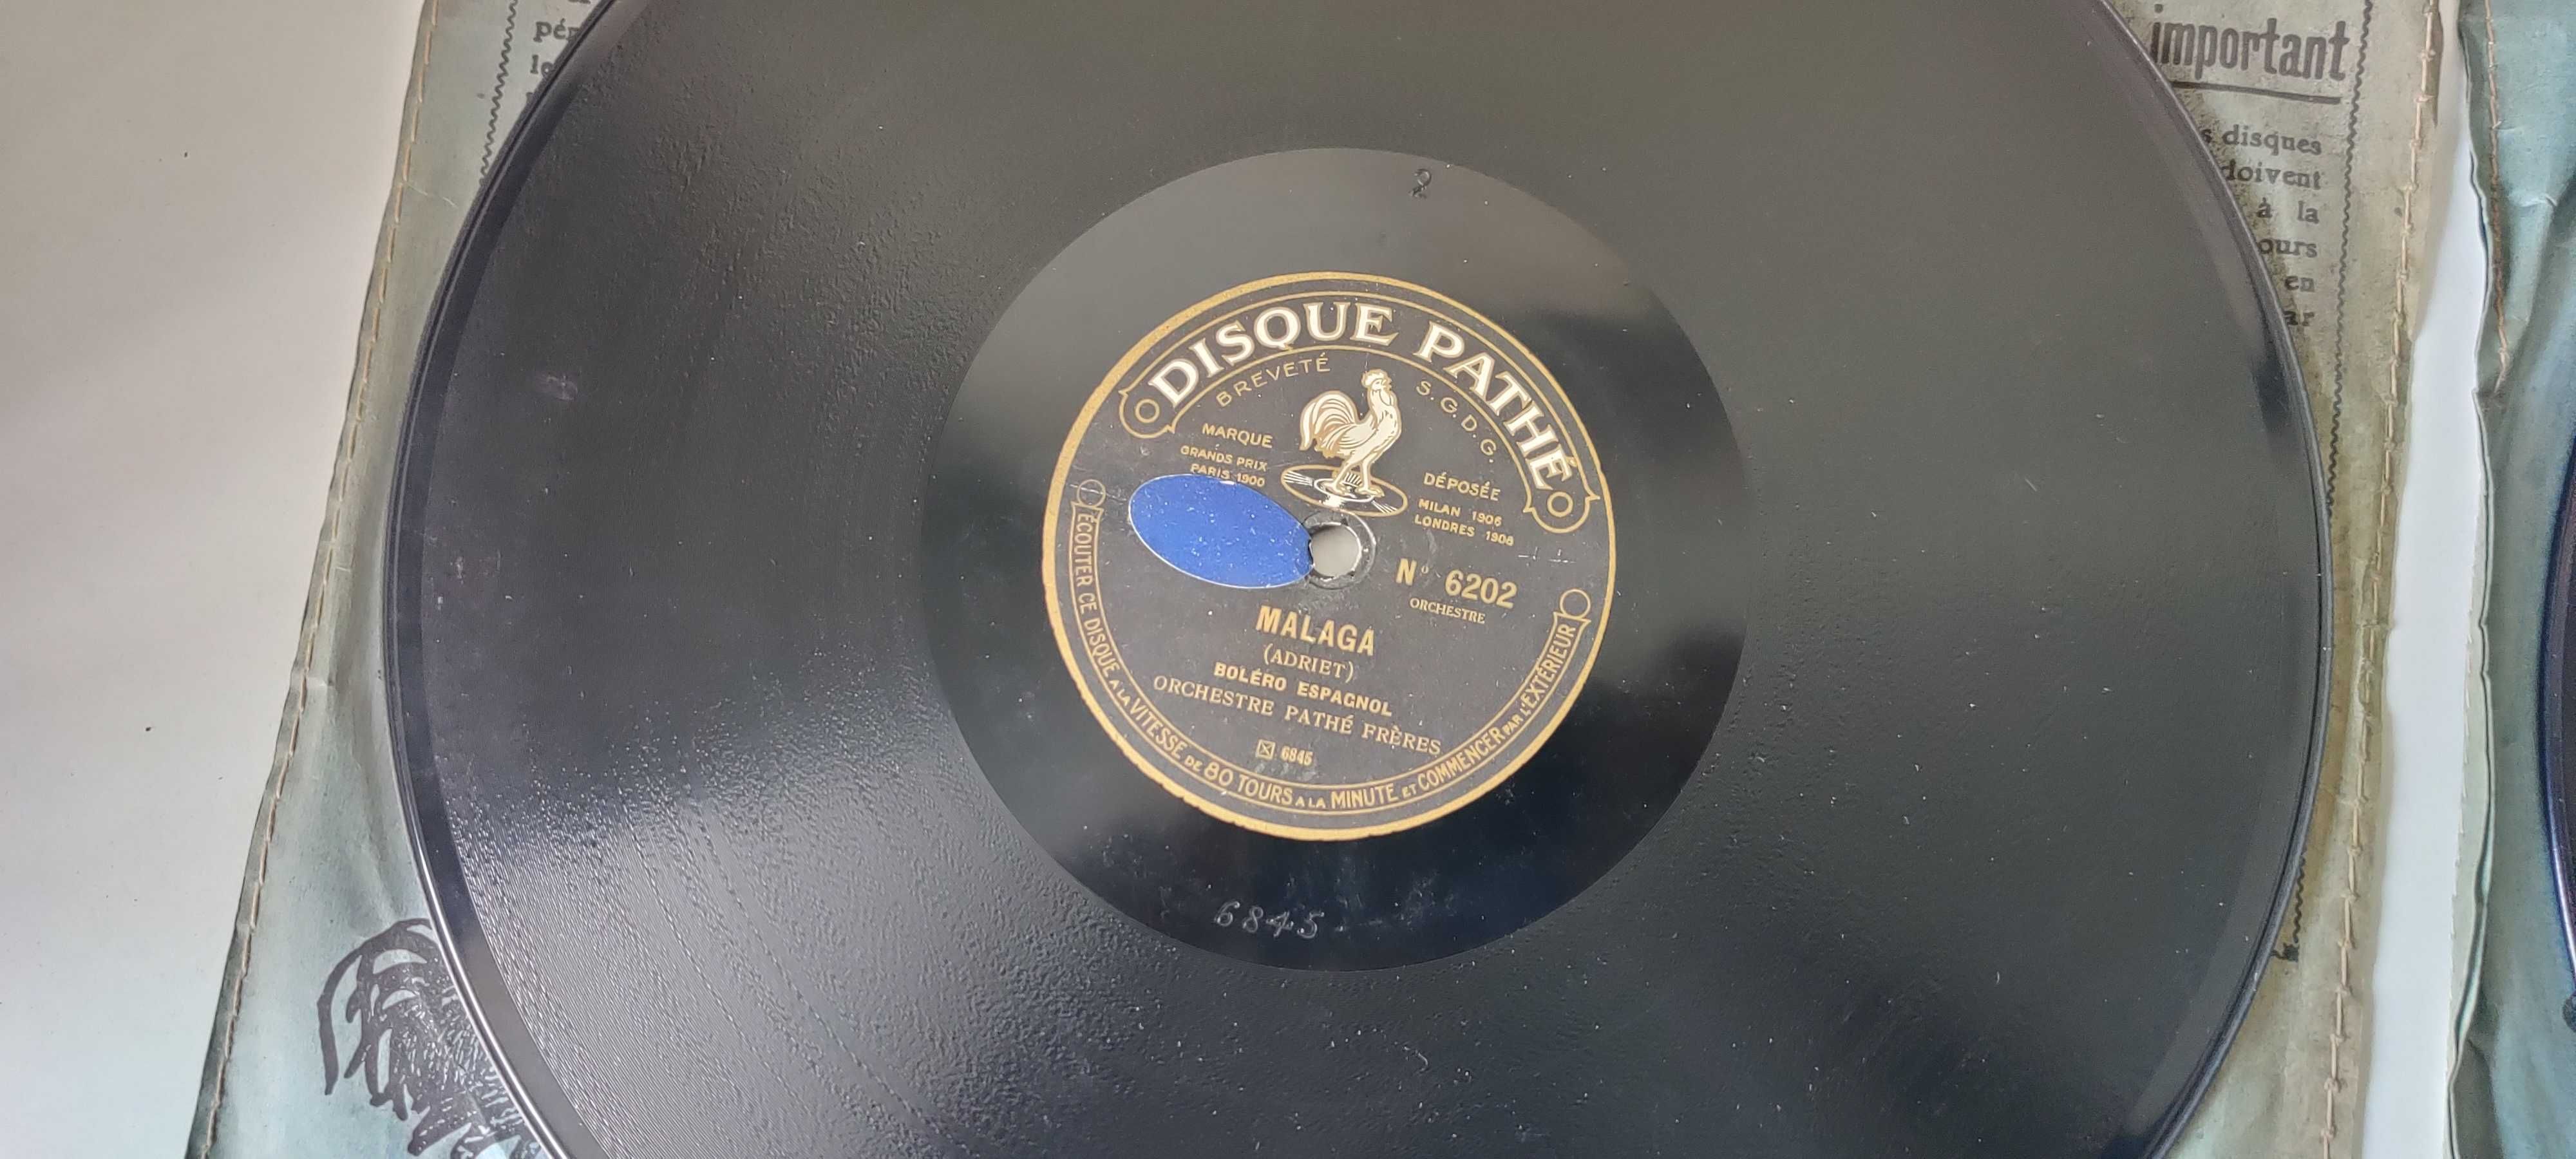 important
disques
doivent
à la
ours
en
2
DISQUE PATHÉ
BREVETÉ S.G.D.G.
MARQUE DÉPOSÉE
GRANDS PRIX
PARIS 1900
MILAN 1906
LONDRES 1908
N° 6202
ORCHESTRE
MALAGA
(ADRIET)
BOLÉRO ESPAGNOL
ORCHESTRE PATHÉ FRÈRES
6845
ÉCOUTER CE DISQUE A LA VITESSE DE 80 TOURS A LA MINUTE ET COMMENCER PAR L'EXTÉRIEUR
6845